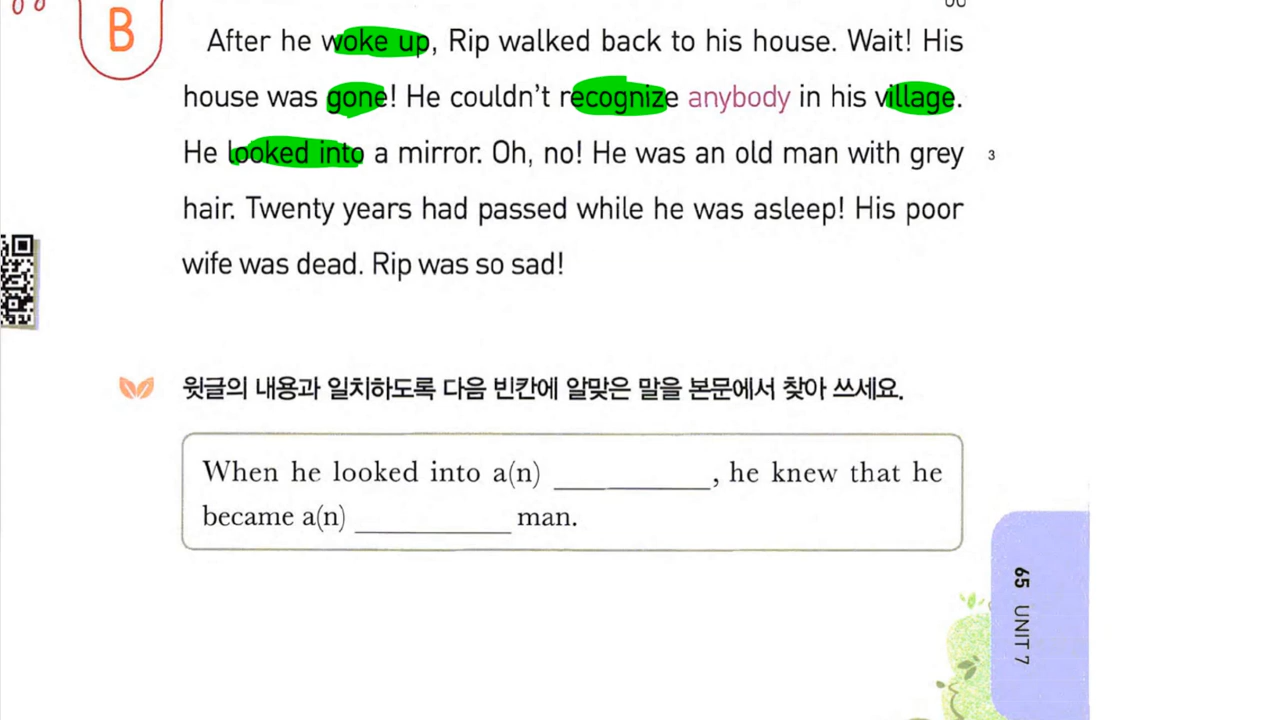 B
After he woke up, Rip walked back to his house. Wait! His
house was gone! He couldn't recognize anybody in his village.
He looked into a mirror. Oh, no! He was an old man with grey
3
hair. Twenty years had passed while he was asleep! His poor
wife was dead. Rip was so sad!
윗글의 내용과 일치하도록 다음 빈칸에 알맞은 말을 본문에서 찾아 쓰세요.
When he looked into a(n) __________, he knew that he
became a(n) __________ man.
65 UNIT 7